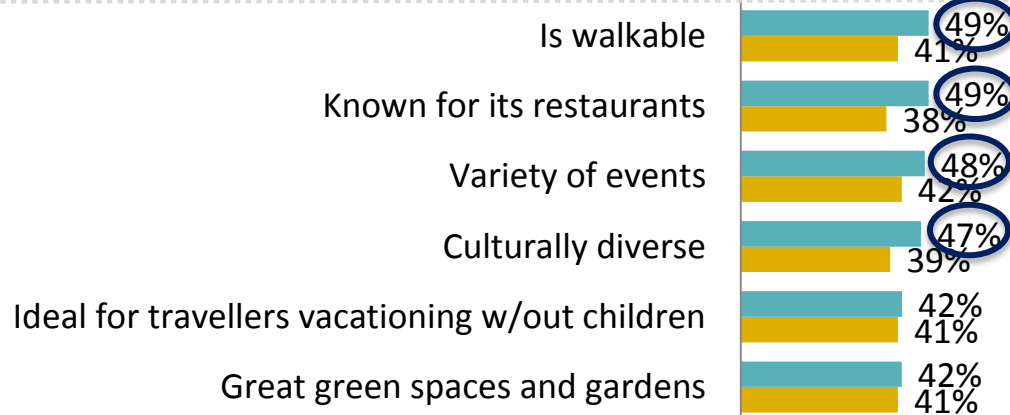 Is walkable
49%
41%
Known for its restaurants
49%
38%
Variety of events
48%
42%
Culturally diverse
47%
39%
Ideal for travellers vacationing w/out children
42%
41%
Great green spaces and gardens
42%
41%